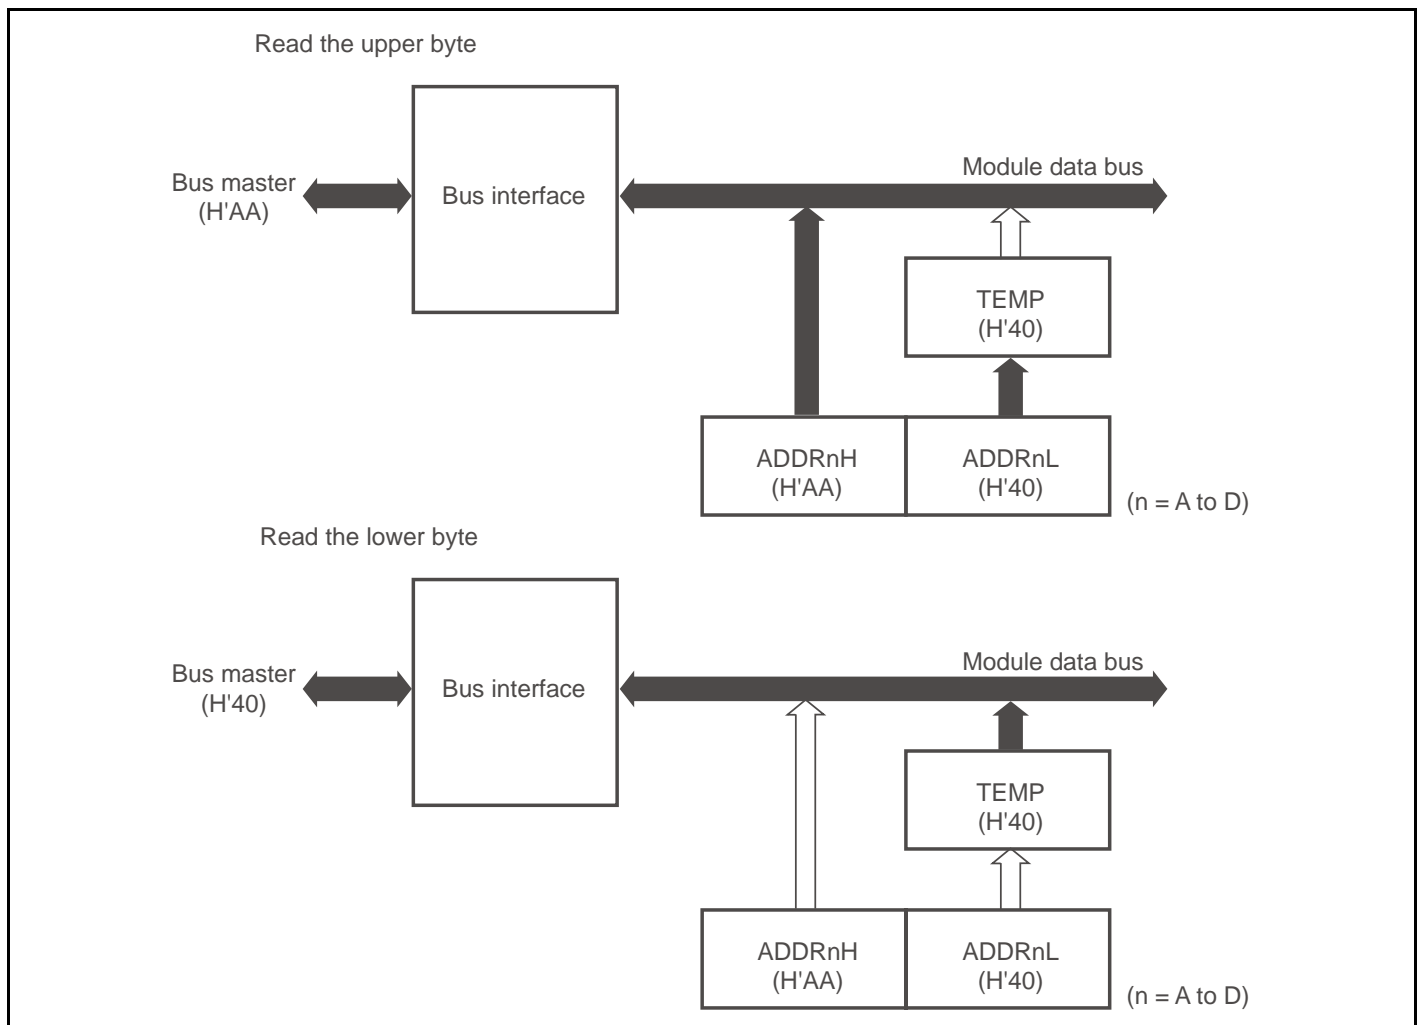 Read the upper byte
Module data bus
Bus master
(H'AA)
Bus interface
TEMP
(H'40)
ADDRnH
(H'AA)
ADDRnL
(H'40)
(n = A to D)
Read the lower byte
Module data bus
Bus master
(H'40)
Bus interface
TEMP
(H'40)
ADDRnH
(H'AA)
ADDRnL
(H'40)
(n = A to D)